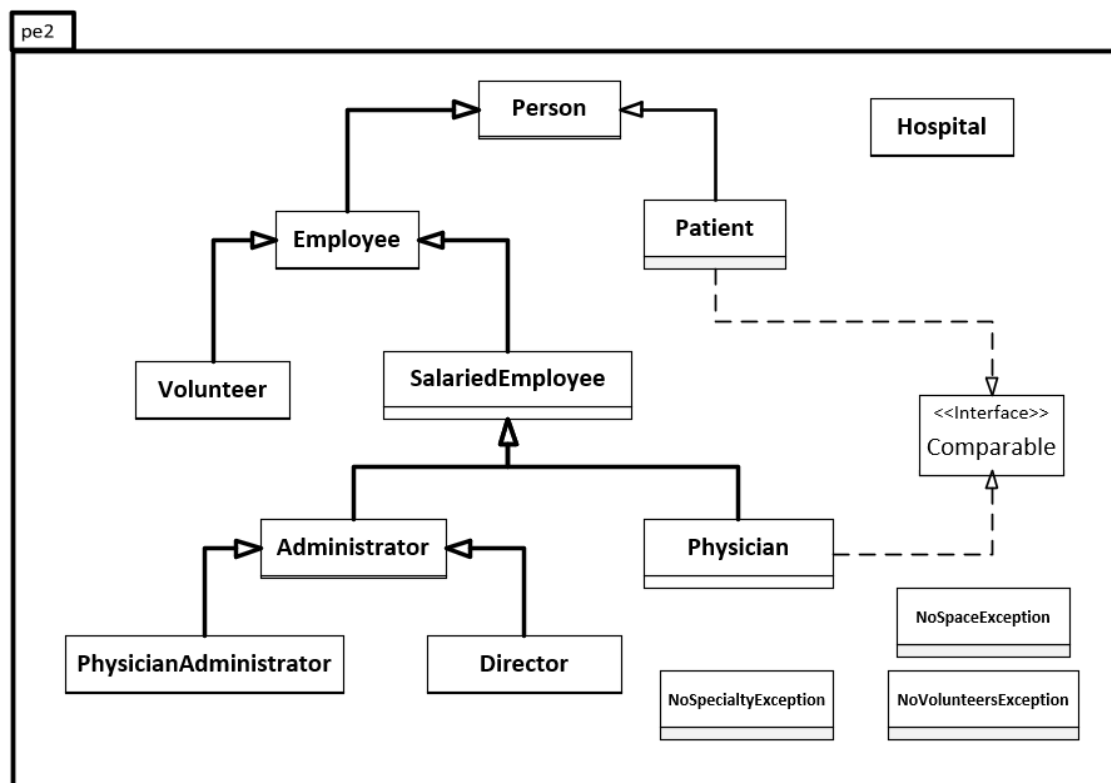 pe2
Person
Hospital
Employee
Patient
Volunteer
SalariedEmployee
<<Interface>>
Comparable
Administrator
Physician
NoSpaceException
PhysicianAdministrator
Director
NoSpecialtyException
NoVolunteersException